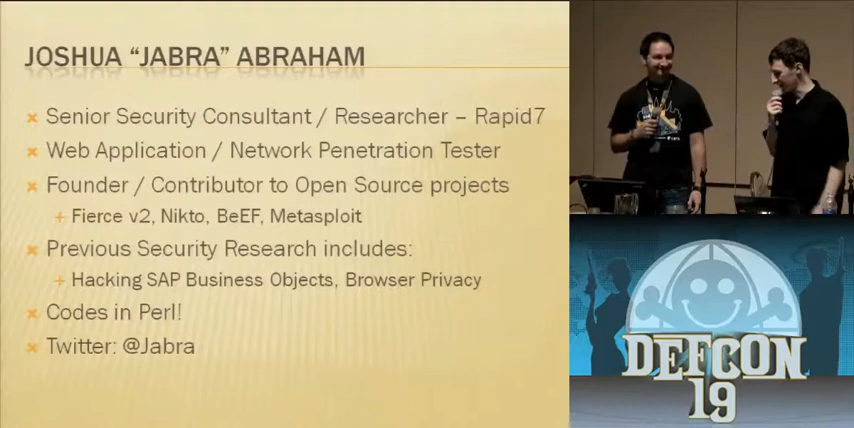 JOSHUA “JABRA” ABRAHAM
Senior Security Consultant / Researcher – Rapid7
Web Application / Network Penetration Tester
Founder / Contributor to Open Source projects
Fierce v2, Nikto, BeEF, Metasploit
Previous Security Research includes:
Hacking SAP Business Objects, Browser Privacy
Codes in Perl!
Twitter: @Jabra
DEFCON
19